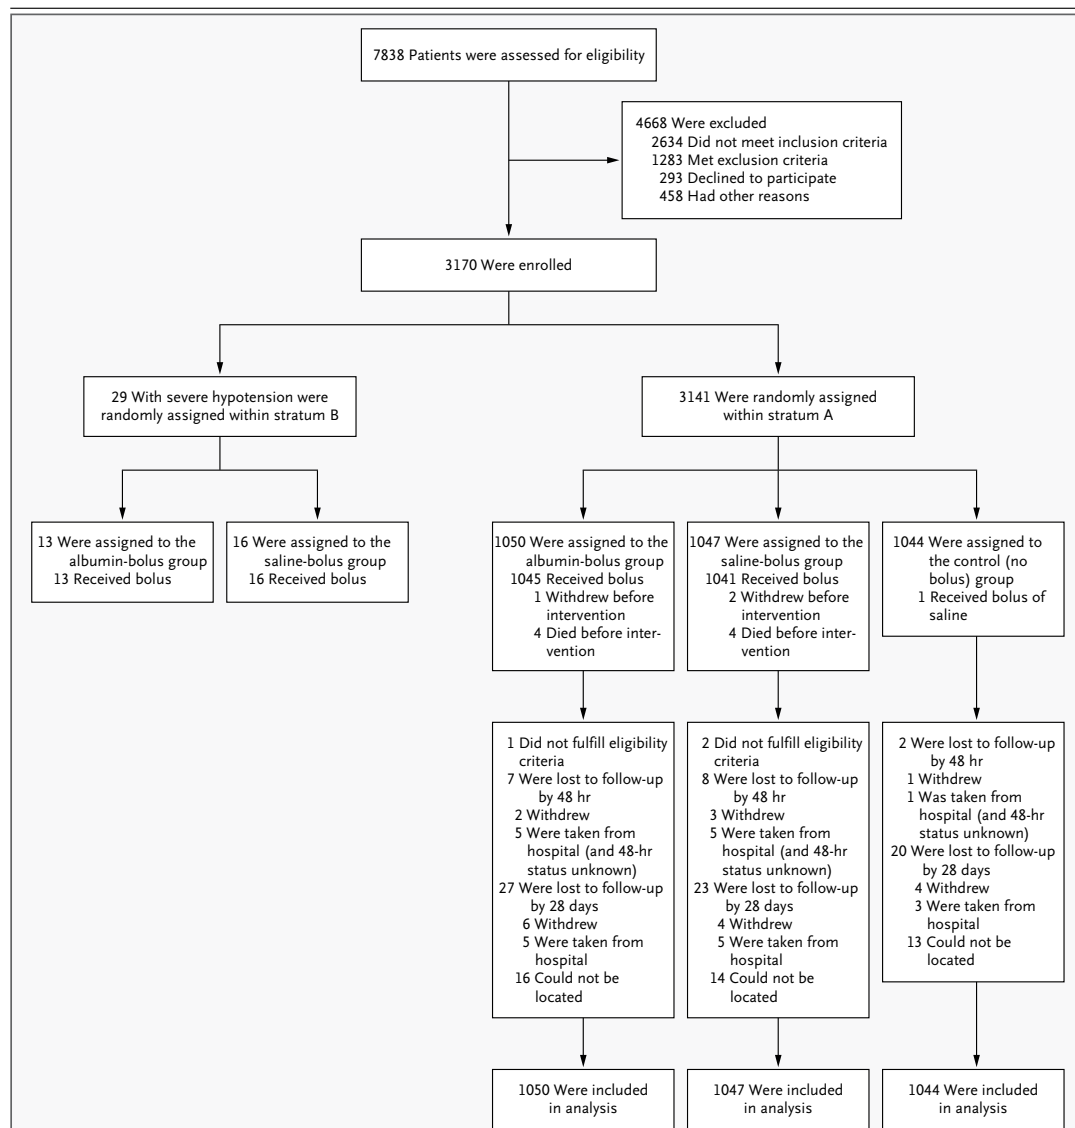 7838 Patients were assessed for eligibility
4668 Were excluded
2634 Did not meet inclusion criteria
1283 Met exclusion criteria
293 Declined to participate
458 Had other reasons
3170 Were enrolled
29 With severe hypotension were
randomly assigned within stratum B
3141 Were randomly assigned
within stratum A
13 Were assigned to the
albumin-bolus group
13 Received bolus
16 Were assigned to the
saline-bolus group
16 Received bolus
1050 Were assigned to the
albumin-bolus group
1045 Received bolus
1 Withdrew before
intervention
4 Died before inter-
vention
1047 Were assigned to the
saline-bolus group
1041 Received bolus
2 Withdrew before
intervention
4 Died before inter-
vention
1044 Were assigned to
the control (no
bolus) group
1 Received bolus of
saline
1 Did not fulfill eligibility
criteria
7 Were lost to follow-up
by 48 hr
2 Withdrew
5 Were taken from
hospital (and 48-hr
status unknown)
27 Were lost to follow-up
by 28 days
6 Withdrew
5 Were taken from
hospital
16 Could not be
located
2 Did not fulfill eligibility
criteria
8 Were lost to follow-up
by 48 hr
3 Withdrew
5 Were taken from
hospital (and 48-hr
status unknown)
23 Were lost to follow-up
by 28 days
4 Withdrew
5 Were taken from
hospital
14 Could not be
located
2 Were lost to follow-up
by 48 hr
1 Withdrew
1 Was taken from
hospital (and 48-hr
status unknown)
20 Were lost to follow-up
by 28 days
4 Withdrew
3 Were taken from
hospital
13 Could not be
located
1050 Were included
in analysis
1047 Were included
in analysis
1044 Were included
in analysis